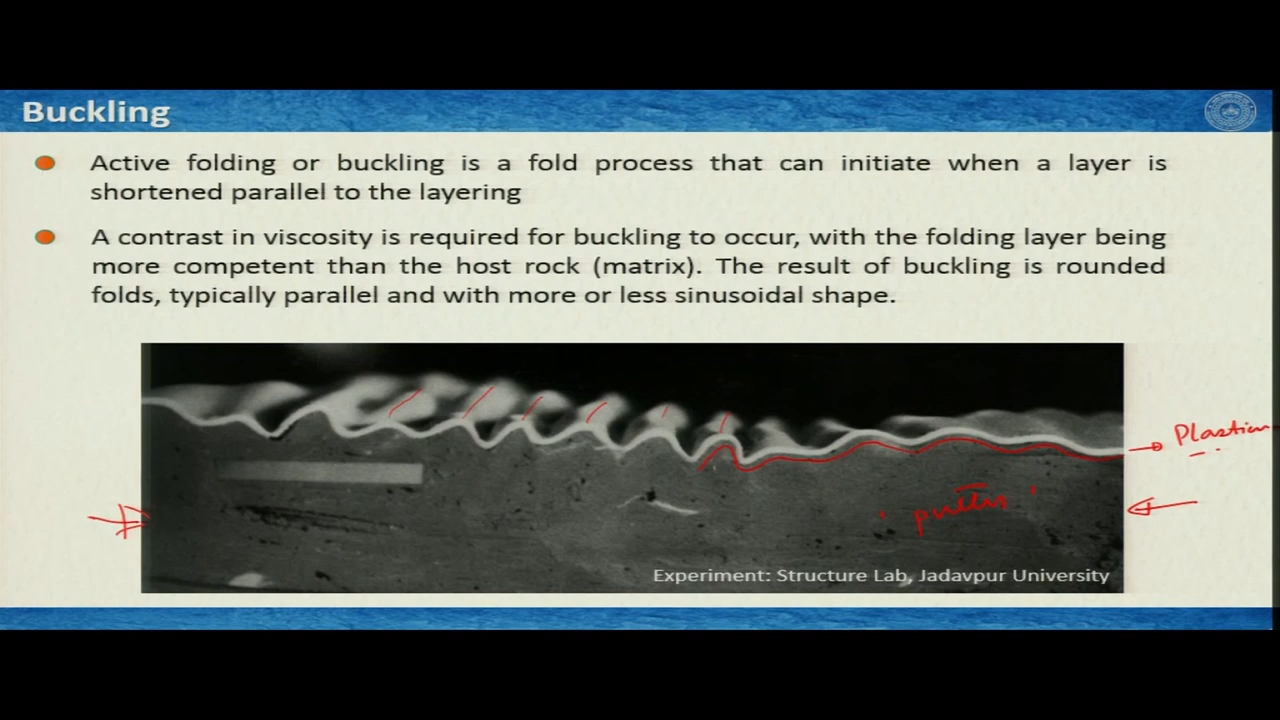 Buckling
Active folding or buckling is a fold process that can initiate when a layer is
shortened parallel to the layering
A contrast in viscosity is required for buckling to occur, with the folding layer being
more competent than the host rock (matrix). The result of buckling is rounded
folds, typically parallel and with more or less sinusoidal shape.
Experiment: Structure Lab, Jadavpur University